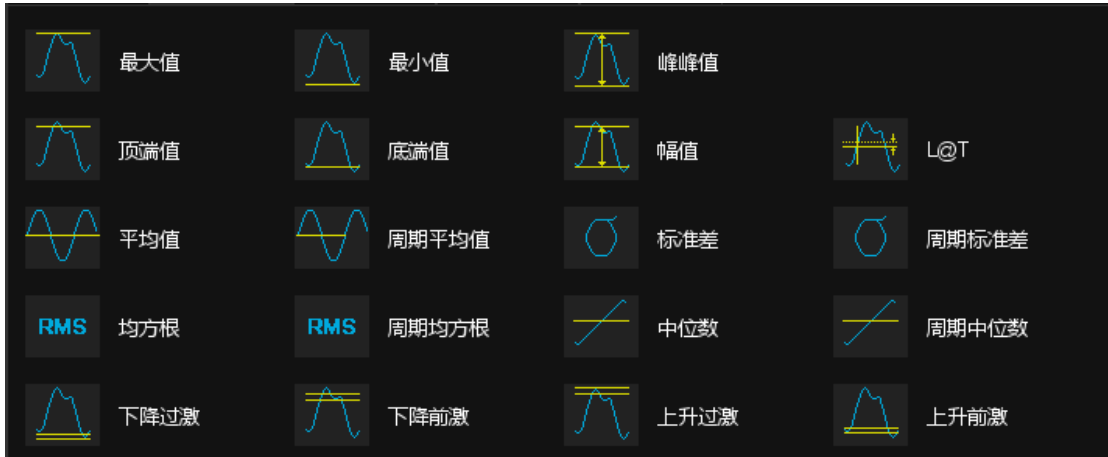 最大值
最小值
峰峰值
顶端值
底端值
幅值
L@T
平均值
周期平均值
标准差
周期标准差
RMS 均方根
RMS 周期均方根
中位数
周期中位数
下降过激
下降前激
上升过激
上升前激